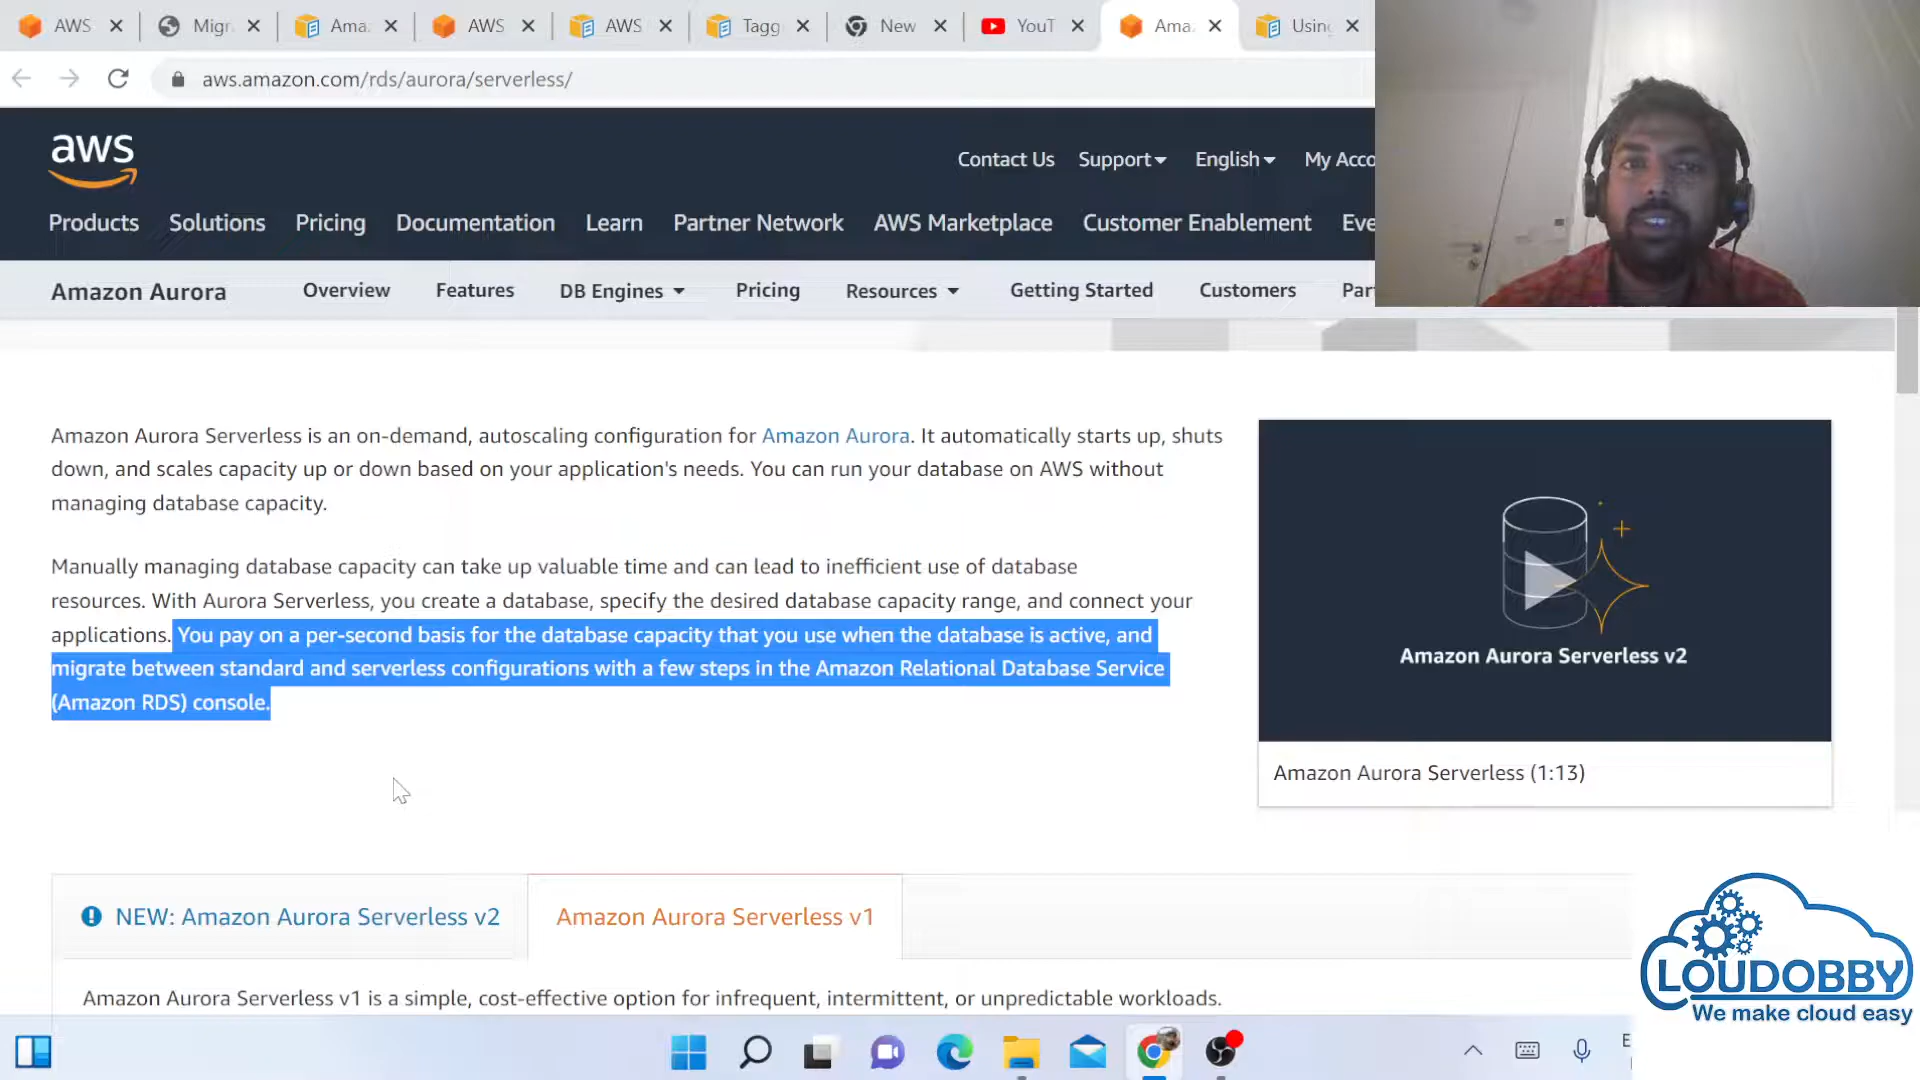 AWS
Migr
Ama
AWS
AWS
Tagg
New
YouT
Ama
Using
aws.amazon.com/rds/aurora/serverless/
aws
Contact Us Support English My Acco
Products Solutions Pricing Documentation Learn Partner Network AWS Marketplace Customer Enablement Eve
Amazon Aurora Overview Features DB Engines Pricing Resources Getting Started Customers Par
Amazon Aurora Serverless is an on-demand, autoscaling configuration for Amazon Aurora. It automatically starts up, shuts
down, and scales capacity up or down based on your application's needs. You can run your database on AWS without
managing database capacity.
Manually managing database capacity can take up valuable time and can lead to inefficient use of database
resources. With Aurora Serverless, you create a database, specify the desired database capacity range, and connect your
applications. You pay on a per-second basis for the database capacity that you use when the database is active, and
migrate between standard and serverless configurations with a few steps in the Amazon Relational Database Service
(Amazon RDS) console.
Amazon Aurora Serverless v2
Amazon Aurora Serverless (1:13)
NEW: Amazon Aurora Serverless v2
Amazon Aurora Serverless v1
Amazon Aurora Serverless v1 is a simple, cost-effective option for infrequent, intermittent, or unpredictable workloads.
CLOUDOBBY
We make cloud easy
E